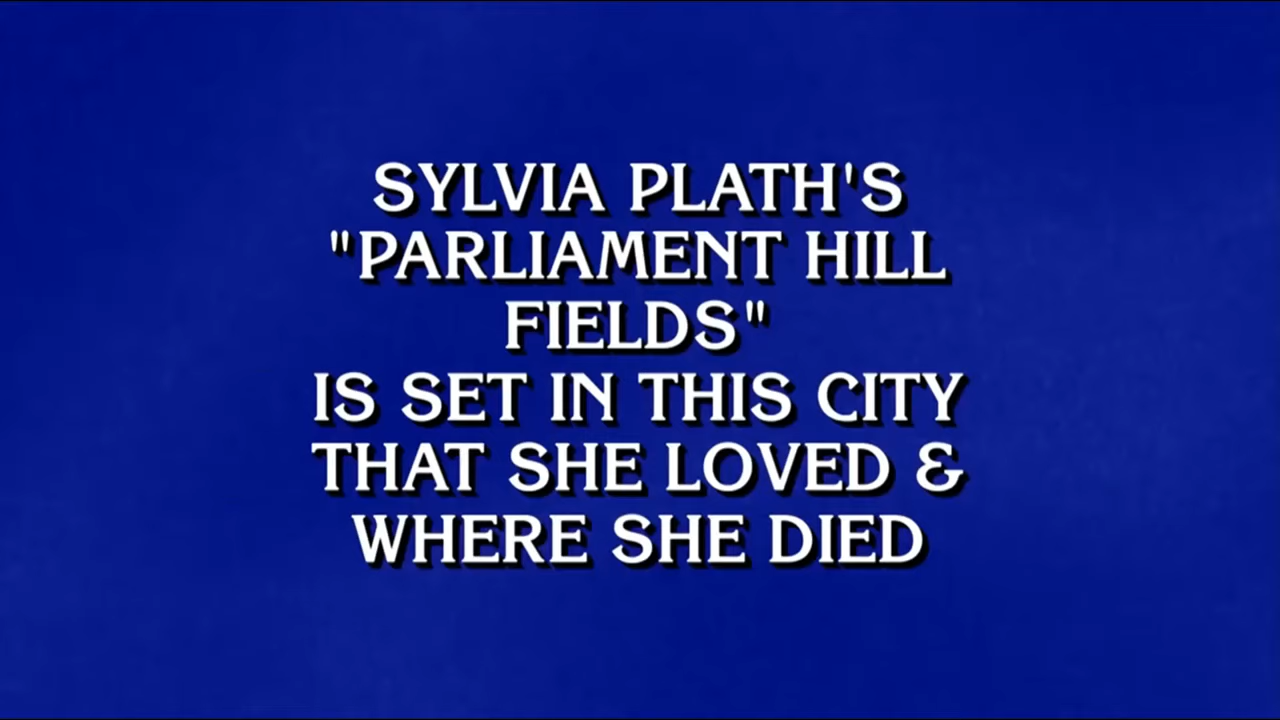 SYLVIA PLATH'S
"PARLIAMENT HILL
FIELDS"
IS SET IN THIS CITY
THAT SHE LOVED &
WHERE SHE DIED